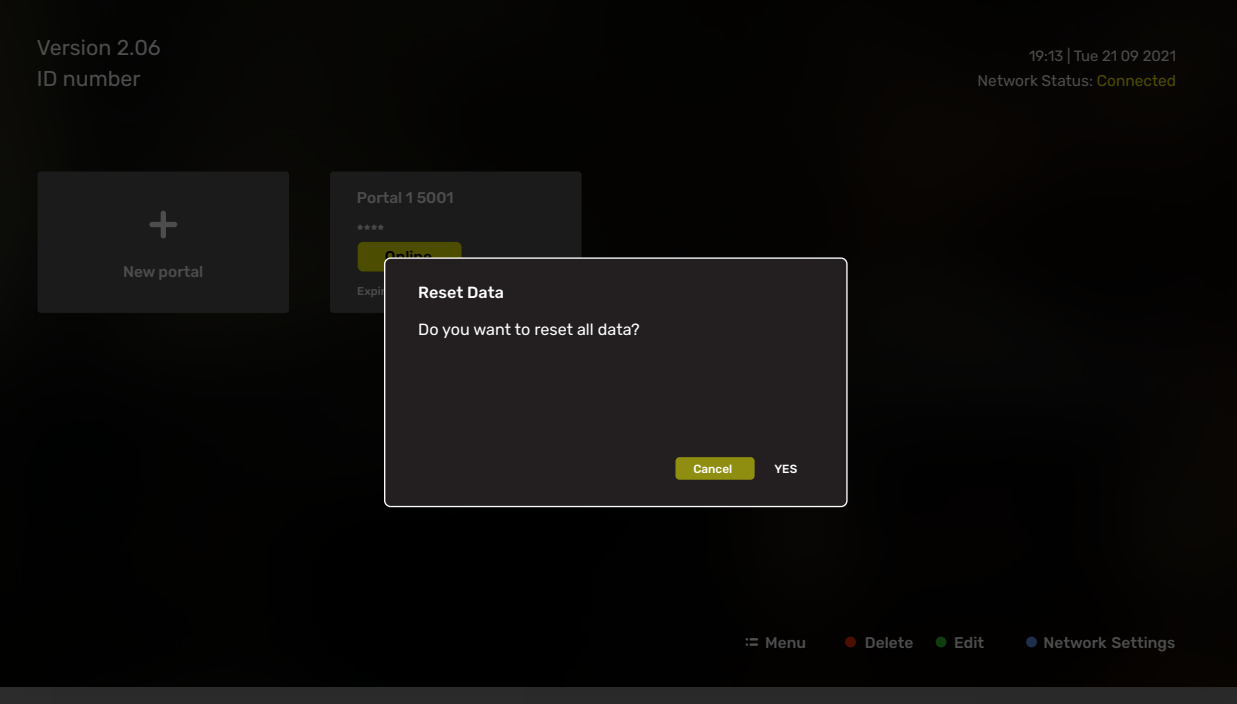 Version 2.06
ID number
19:13 | Tue 21 09 2021
Network Status: Connected
New portal
Portal 1 5001
****
Online
Reset Data
Do you want to reset all data?
Cancel
YES
Menu
Delete
Edit
Network Settings